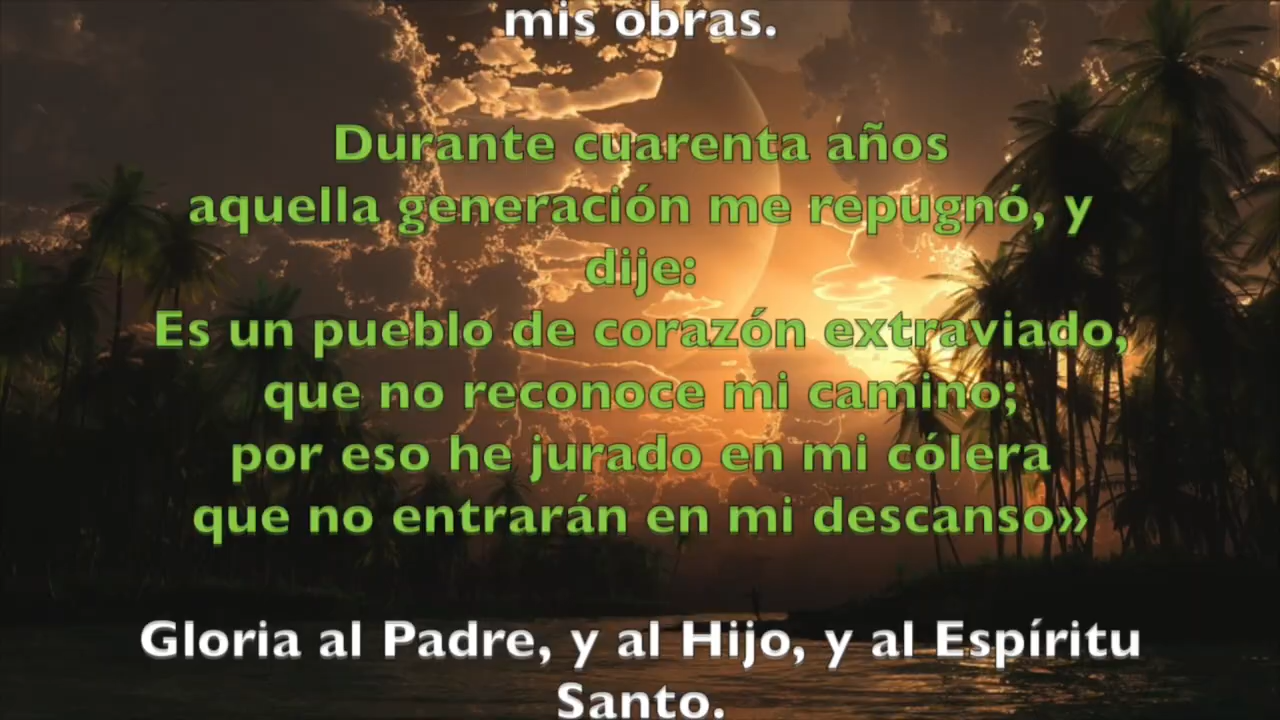 mis obras.
Durante cuarenta años
aquella generación me repugnó, y
dije:
Es un pueblo de corazón extraviado,
que no reconoce mi camino;
por eso he jurado en mi cólera
que no entrarán en mi descanso»
Gloria al Padre, y al Hijo, y al Espíritu
Santo.